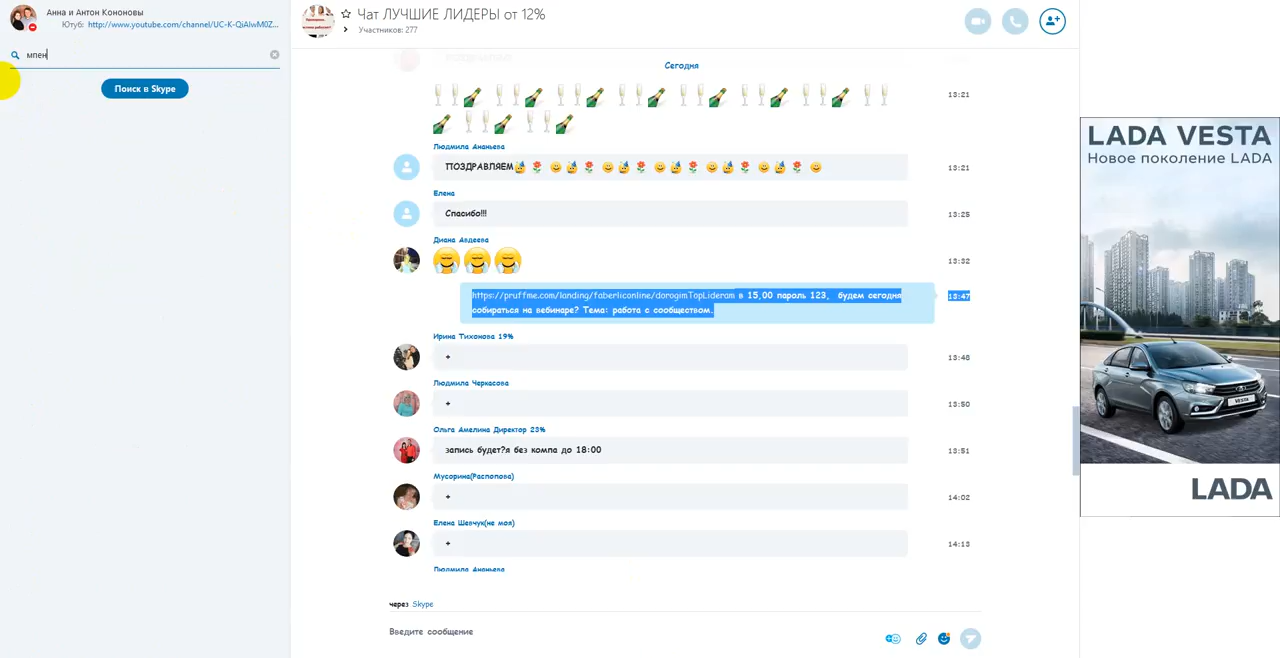 Анна и Антон Кононовы
Ютуб: http://www.youtube.com/channel/UC-K-QiAlwM0Z...
мпен
Поиск в Skype
Чат ЛУЧШИЕ ЛИДЕРЫ от 12%
Участников: 277
Сегодня
13:21
Людмила Ананьева
ПОЗДРАВЛЯЕМ
13:21
Елена
Спасибо!!!
13:25
Диана Авдеева
13:32
https://pruffme.com/landing/faberliconline/dorogimTopLideram в 15,00 пароль 123, будем сегодня
собираться на вебинаре? Тема: работа с сообществом.
13:47
Ирина Тихонова 19%
+
13:48
Людмила Черкасова
+
13:50
Ольга Амелина Директор 23%
запись будет?я без компа до 18:00
13:51
Мусорина(Распопова)
+
14:02
Елена Шевчук(не моя)
+
14:13
Людмила Ананьева
через Skype
Введите сообщение
LADA VESTA
Новое поколение LADA
VESTA
LADA